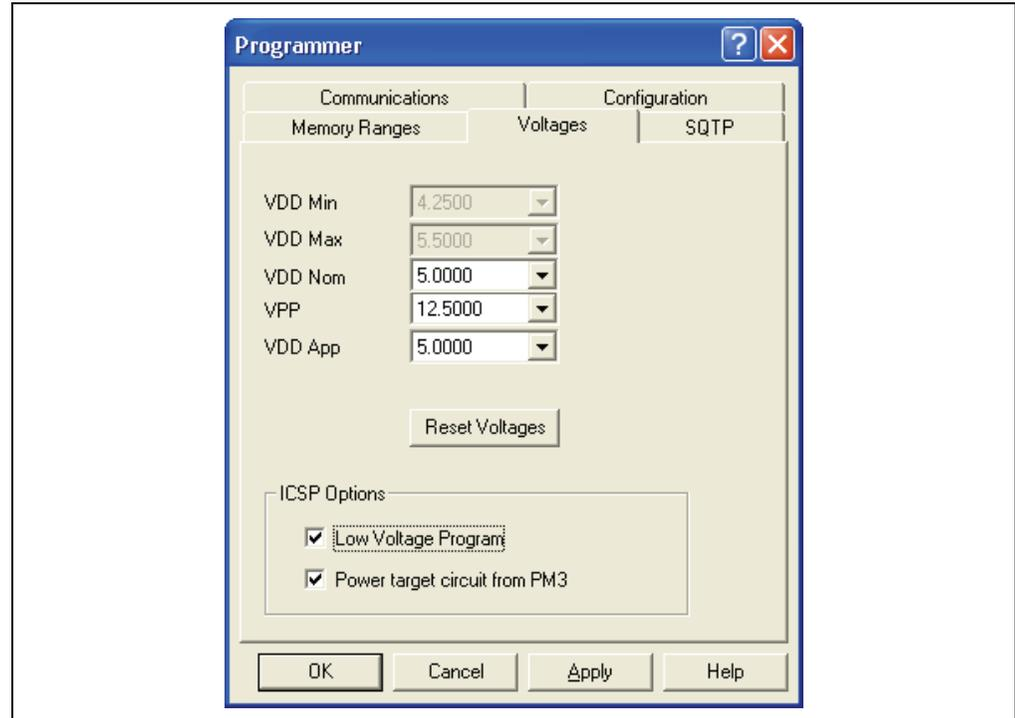 Programmer
Communications Configuration
Memory Ranges Voltages SQTP
VDD Min 4.2500
VDD Max 5.5000
VDD Nom 5.0000
VPP 12.5000
VDD App 5.0000
Reset Voltages
ICSP Options
Low Voltage Program
Power target circuit from PM3
OK Cancel Apply Help